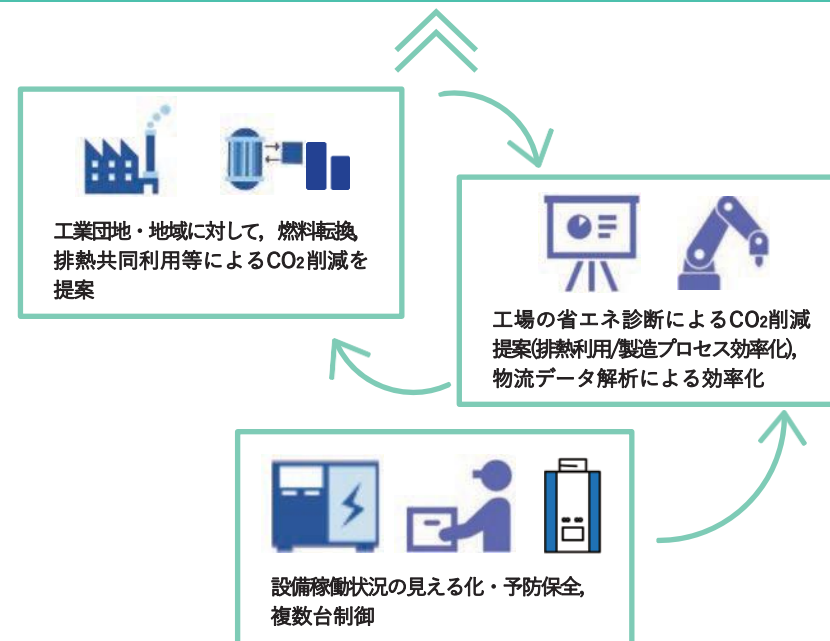 工業団地・地域に対して，燃料転換，
排熱共同利用等によるCO2削減を
提案
工場の省エネ診断によるCO2削減
提案(排熱利用/製造プロセス効率化)，
物流データ解析による効率化
設備稼働状況の見える化・予防保全，
複数台制御